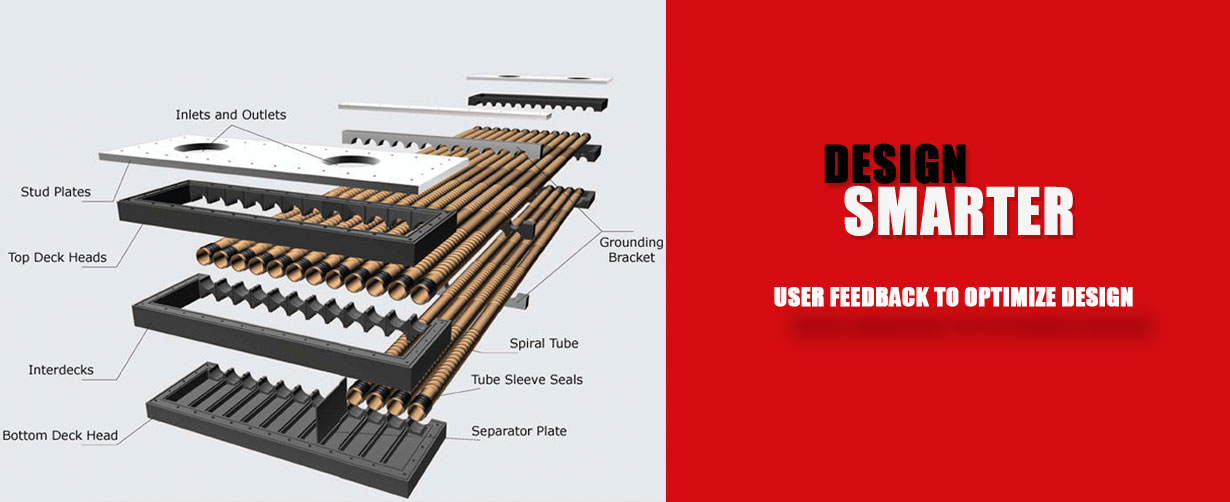 Inlets and Outlets
Stud Plates
Top Deck Heads
Grounding
Bracket
Spiral Tube
Interdecks
Tube Sleeve Seals
Bottom Deck Head
Separator Plate
DESIGN
SMARTER
USER FEEDBACK TO OPTIMIZE DESIGN